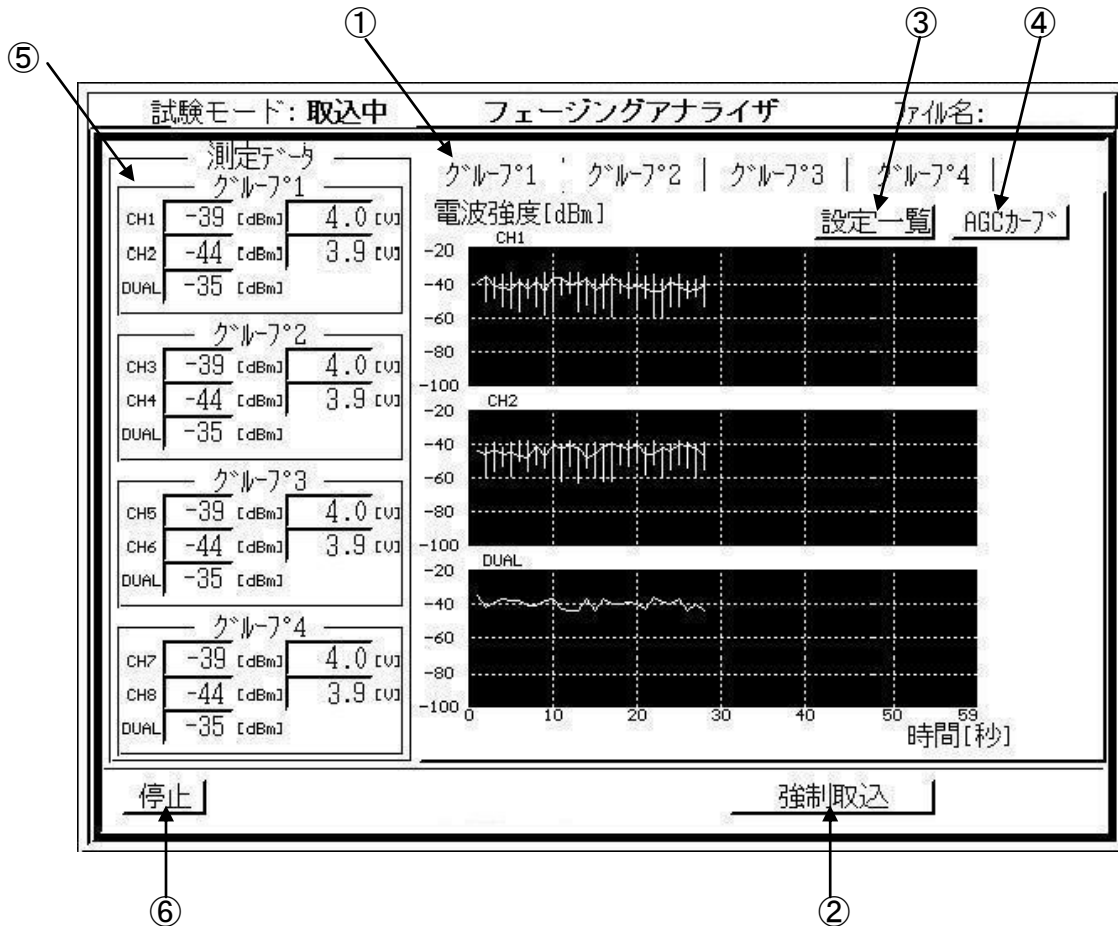 ① ③ ④
⑤
試験モード：取込中 フェージングアナライザ ファイル名：
測定データ
グループ1
CH1 -39 [dBm] 4.0 [V]
CH2 -44 [dBm] 3.9 [V]
DUAL -35 [dBm]
グループ2
CH3 -39 [dBm] 4.0 [V]
CH4 -44 [dBm] 3.9 [V]
DUAL -35 [dBm]
グループ3
CH5 -39 [dBm] 4.0 [V]
CH6 -44 [dBm] 3.9 [V]
DUAL -35 [dBm]
グループ4
CH7 -39 [dBm] 4.0 [V]
CH8 -44 [dBm] 3.9 [V]
DUAL -35 [dBm]
グループ1 グループ2 | グループ3 | グループ4 |
電波強度[dBm] 設定一覧 AGCカーブ
CH1
-20
-40
-60
-80
-100
CH2
-20
-40
-60
-80
-100
DUAL
-20
-40
-60
-80
-100
0 10 20 30 40 50 59
時間[秒]
停止 強制取込
⑥ ②